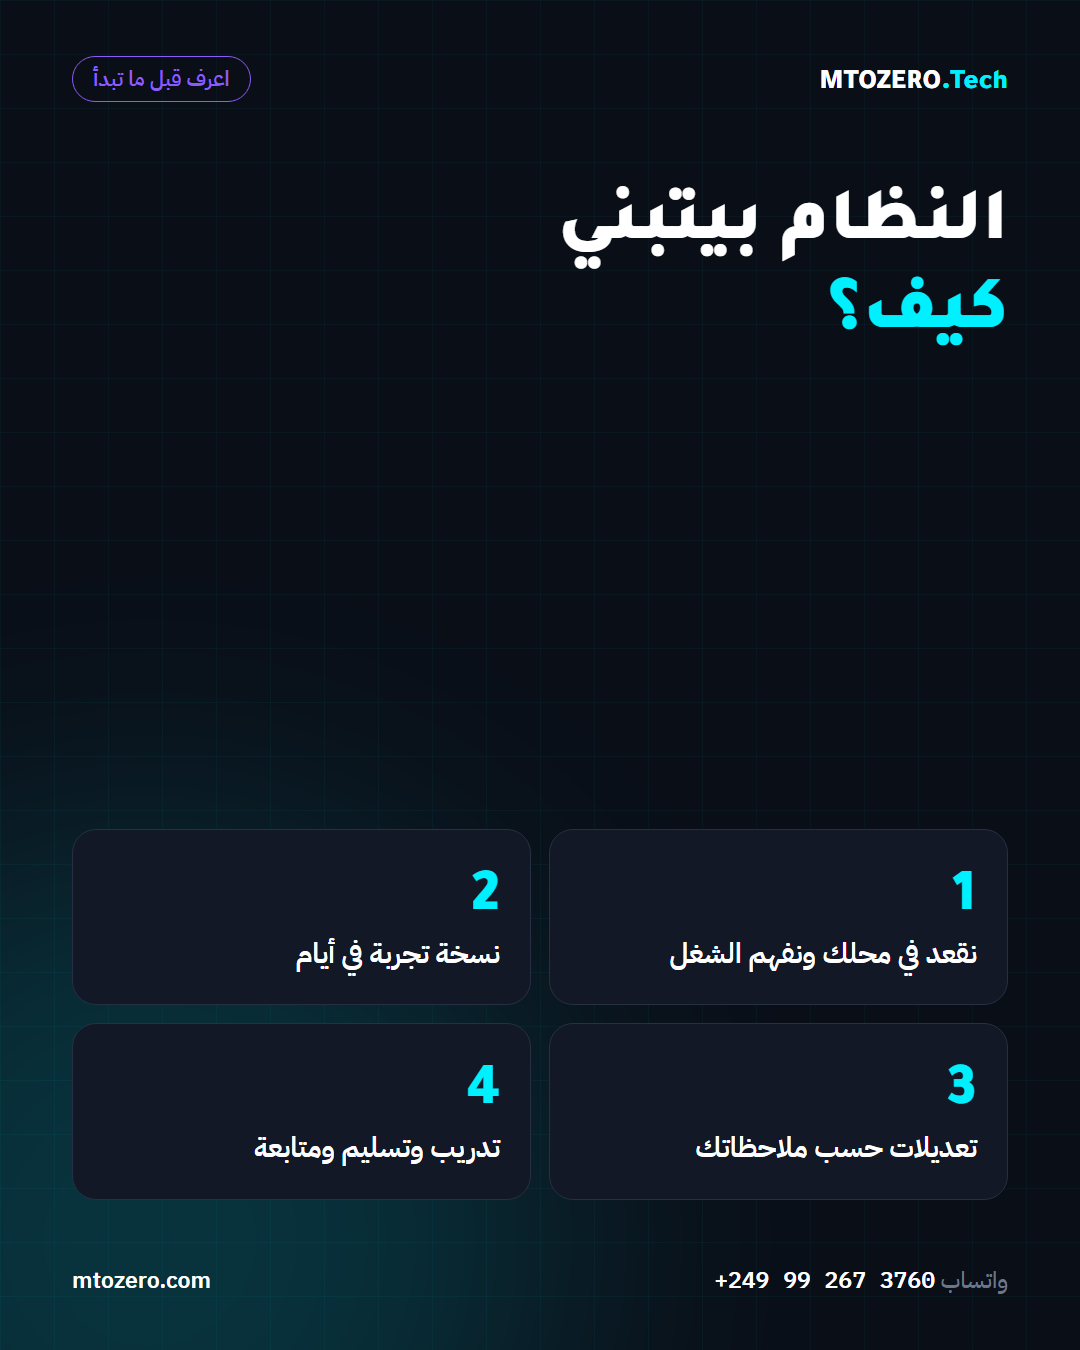 MTOZERO.Tech
اعرف قبل ما تبدأ
النظام بيتبني
كيف؟
1
نقعد في محلك ونفهم الشغل
2
نسخة تجربة في أيام
3
تعديلات حسب ملاحظاتك
4
تدريب وتسليم ومتابعة
واتساب +249 99 267 3760
mtozero.com